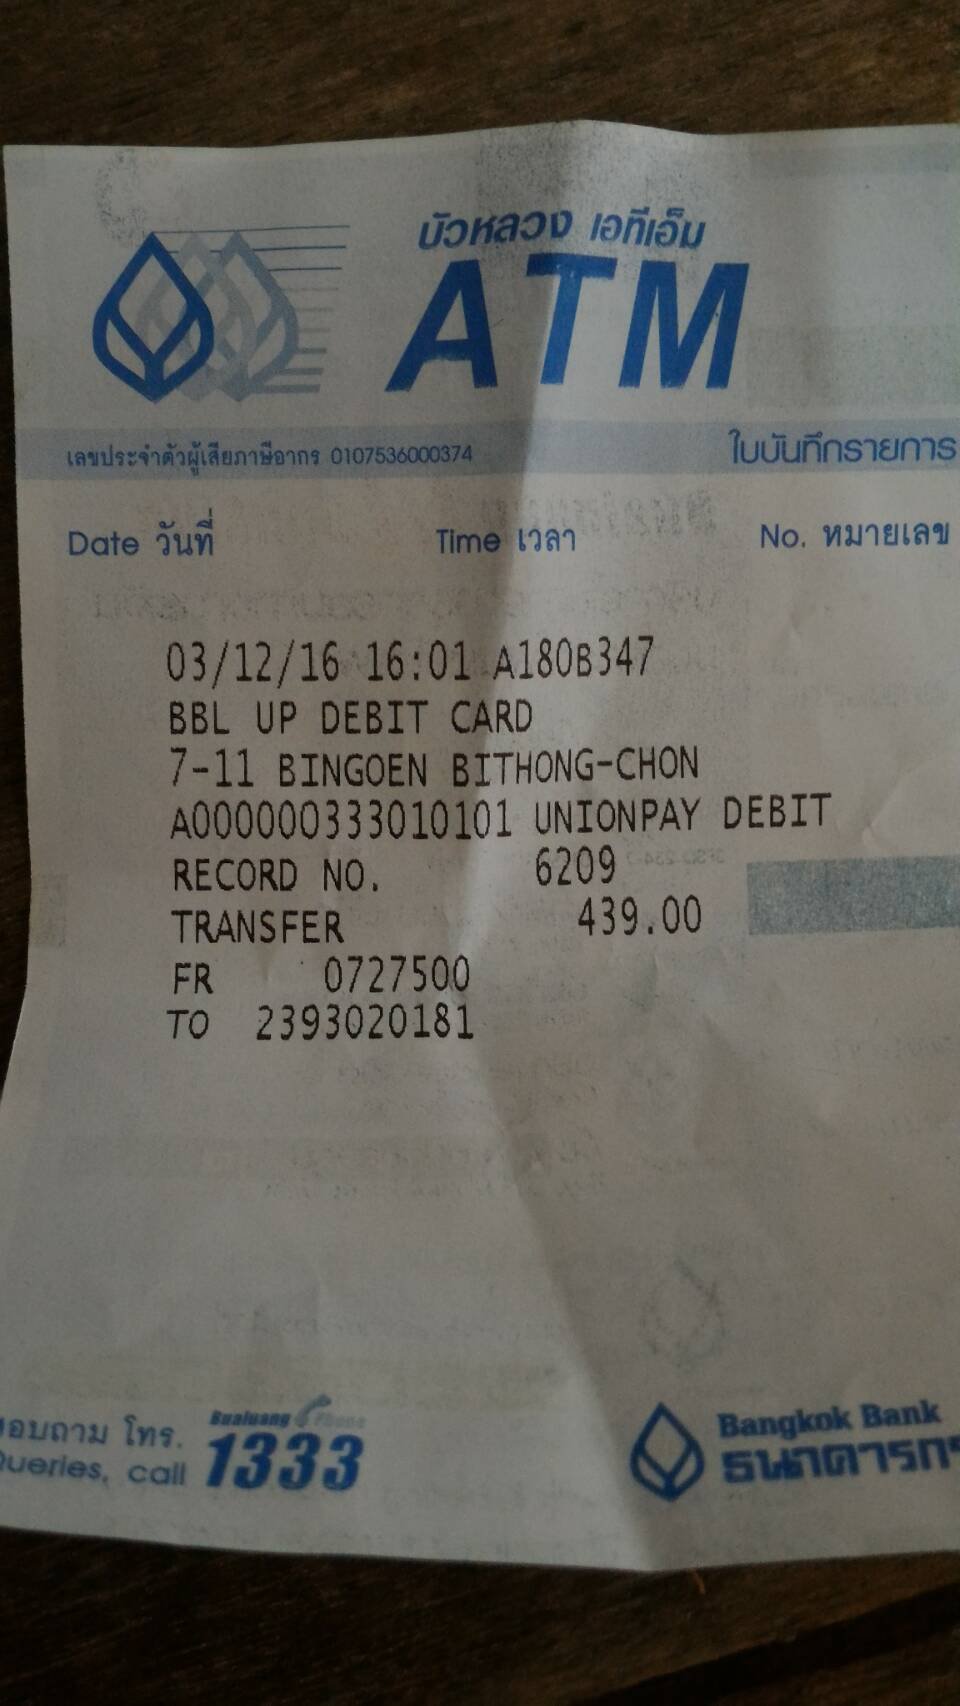 บัวหลวง เอทีเอ็ม
ATM
เลขประจำตัวผู้เสียภาษีอากร 0107536000374
ใบบันทึกรายการ
Date วันที่ Time เวลา No. หมายเลข
03/12/16 16:01 A180B347
BBL UP DEBIT CARD
7-11 BINGOEN BITHONG-CHON
A000000333010101 UNIONPAY DEBIT
RECORD NO. 6209
TRANSFER 439.00
FR 0727500
TO 2393020181
สอบถาม โทร.
Queries, call
Bualuang Phone
1333
Bangkok Bank
ธนาคารกร